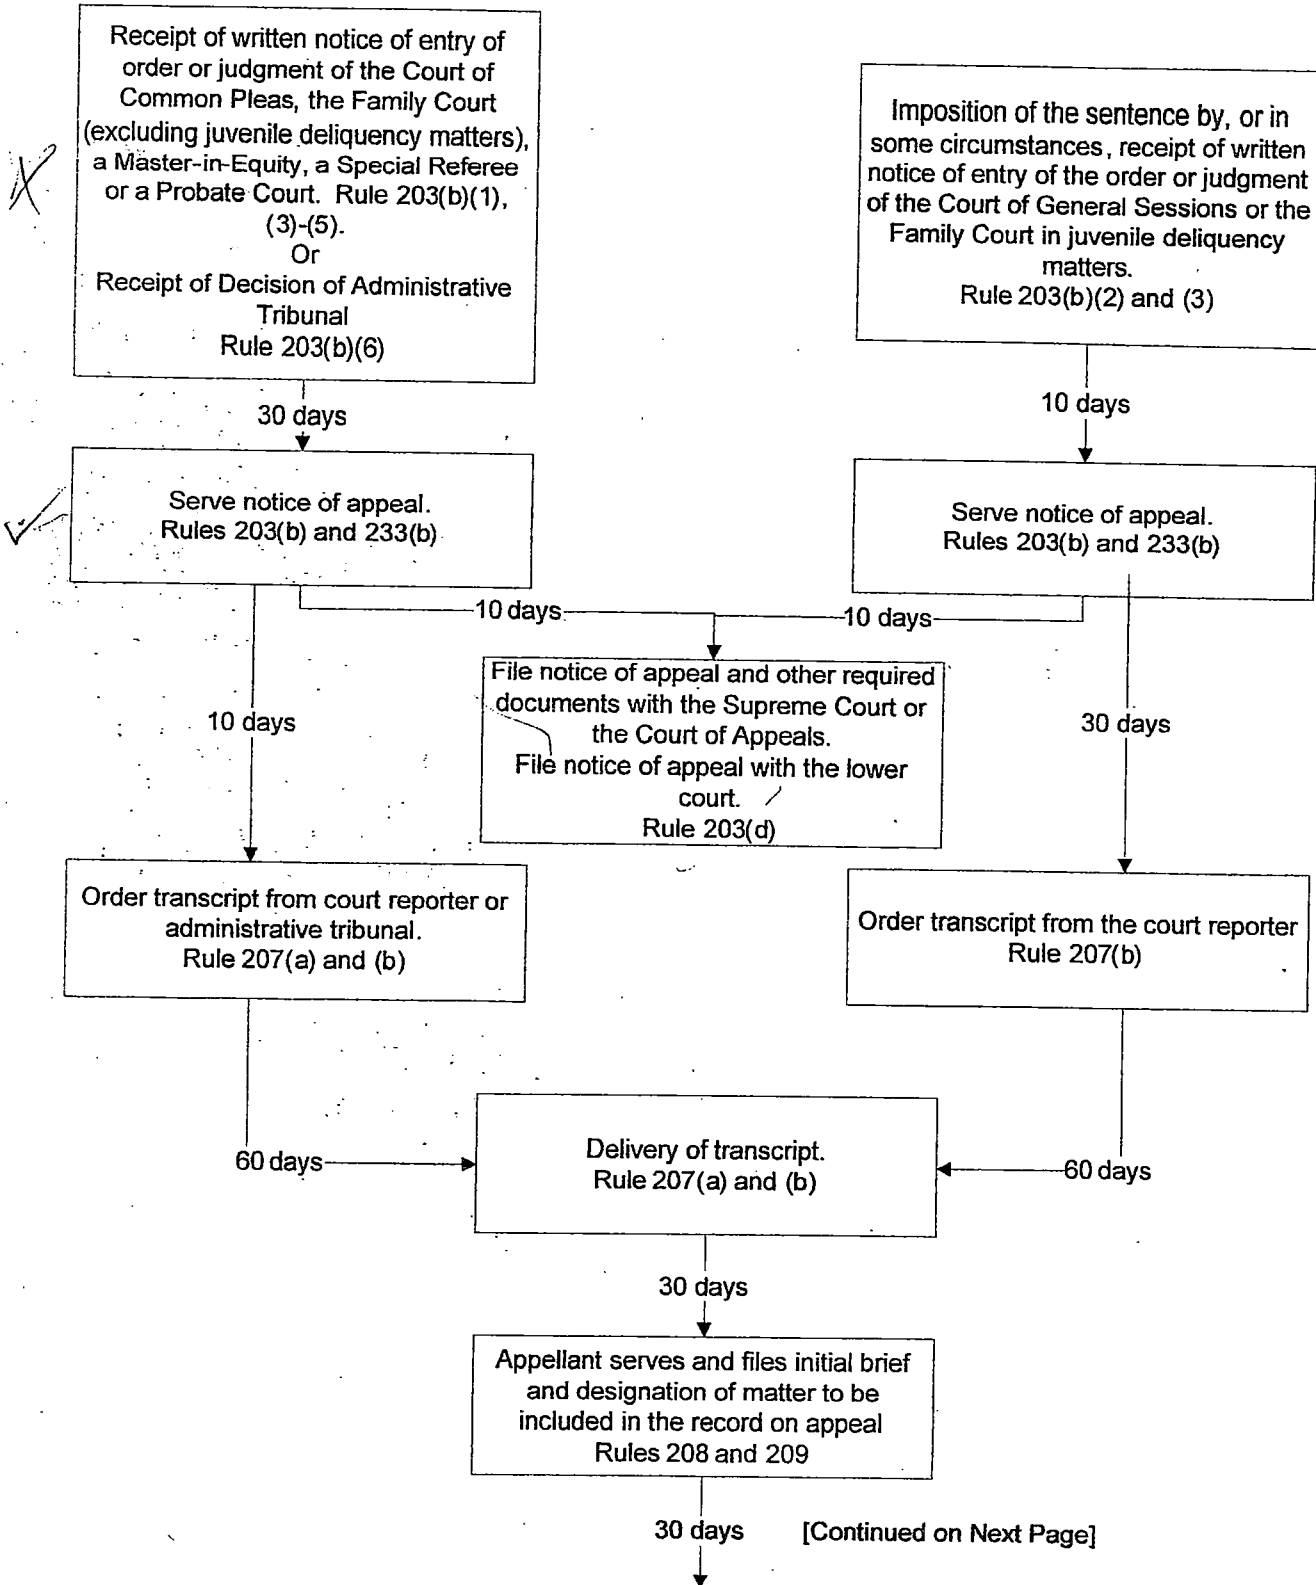 Receipt of written notice of entry of
order or judgment of the Court of
Common Pleas, the Family Court
(excluding juvenile deliquency matters),
a Master-in-Equity, a Special Referee
or a Probate Court. Rule 203(b)(1),
(3)-(5).
Or
Receipt of Decision of Administrative
Tribunal
Rule 203(b)(6)
Imposition of the sentence by, or in
some circumstances, receipt of written
notice of entry of the order or judgment
of the Court of General Sessions or the
Family Court in juvenile deliquency
matters.
Rule 203(b)(2) and (3)
30 days
10 days
Serve notice of appeal.
Rules 203(b) and 233(b)
Serve notice of appeal.
Rules 203(b) and 233(b)
10 days
10 days
File notice of appeal and other required
documents with the Supreme Court or
the Court of Appeals.
File notice of appeal with the lower
court.
Rule 203(d)
10 days
30 days
Order transcript from court reporter or
administrative tribunal.
Rule 207(a) and (b)
Order transcript from the court reporter
Rule 207(b)
60 days
Delivery of transcript.
Rule 207(a) and (b)
60 days
30 days
Appellant serves and files initial brief
and designation of matter to be
included in the record on appeal
Rules 208 and 209
30 days
[Continued on Next Page]